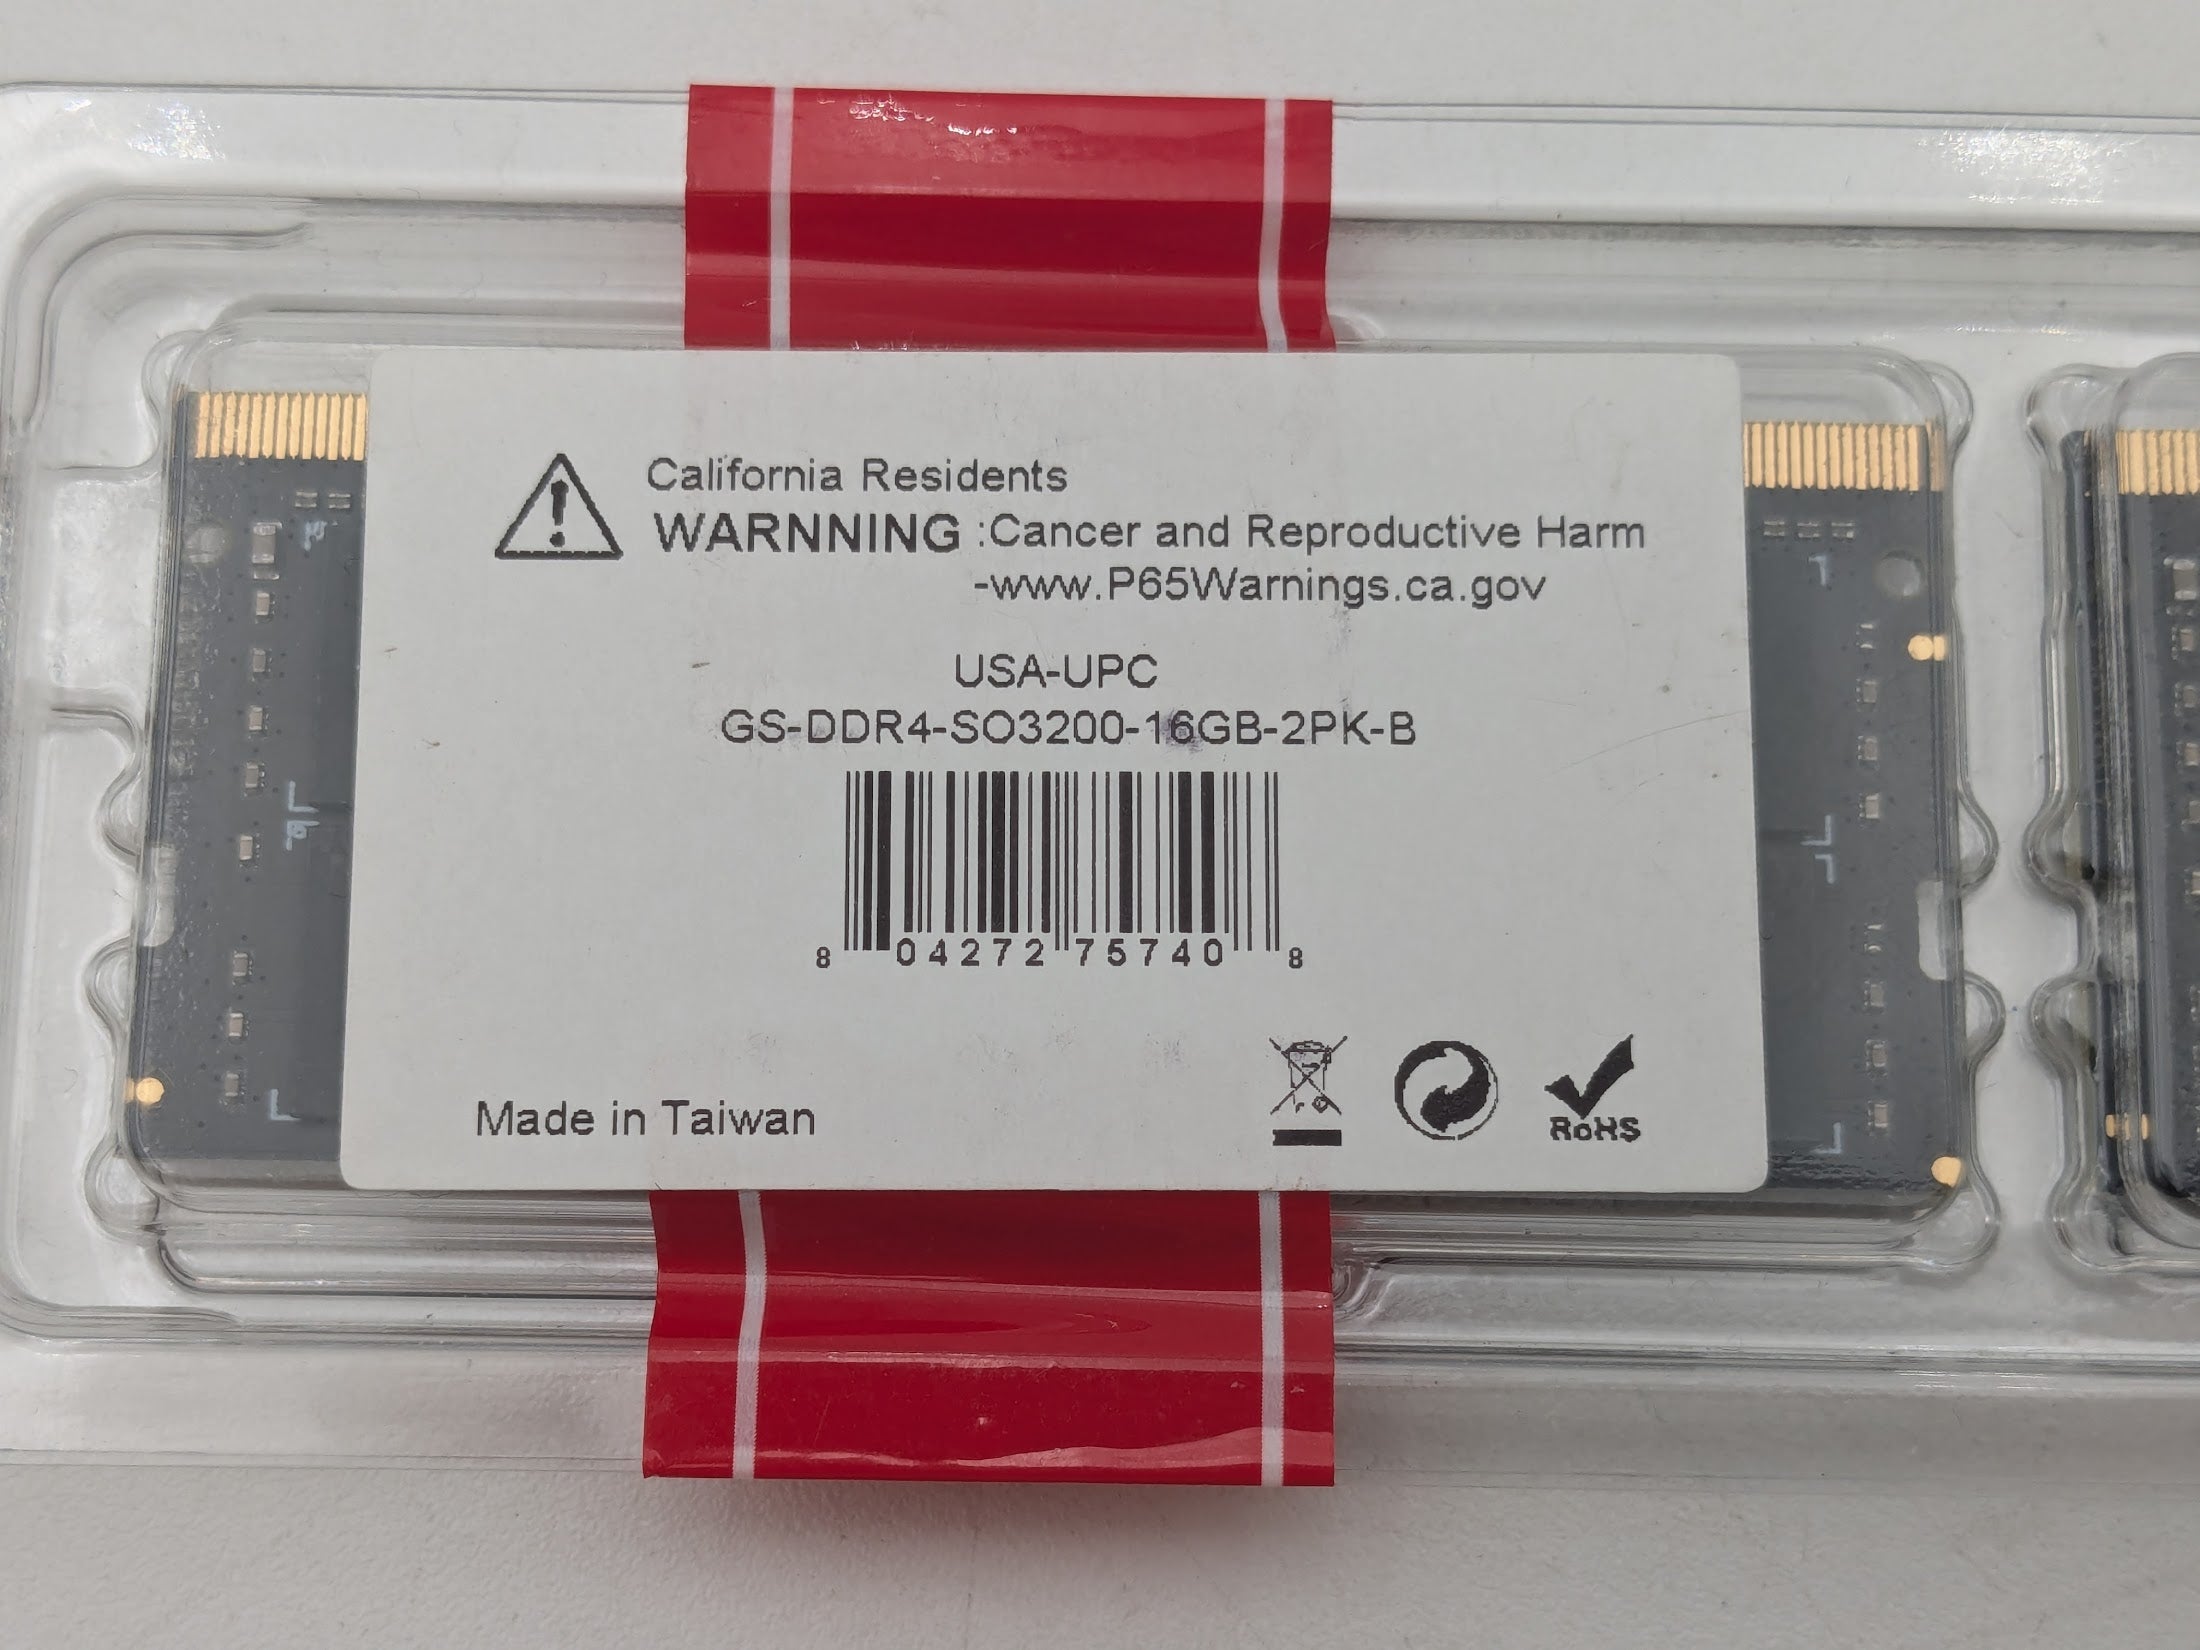 California Residents
WARNNING :Cancer and Reproductive Harm
-www.P65Warnings.ca.gov
USA-UPC
GS-DDR4-SO3200-16GB-2PK-B
8 04272 75740 8
Made in Taiwan
RoHS